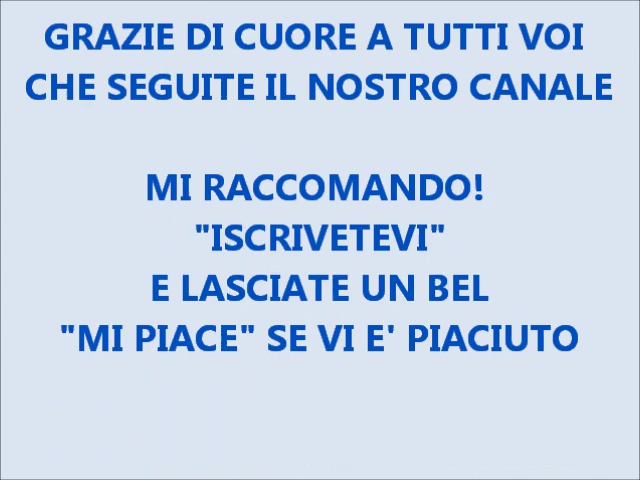 GRAZIE DI CUORE A TUTTI VOI
CHE SEGUITE IL NOSTRO CANALE
MI RACCOMANDO!
"ISCRIVETEVI"
E LASCIATE UN BEL
"MI PIACE" SE VI E' PIACIUTO